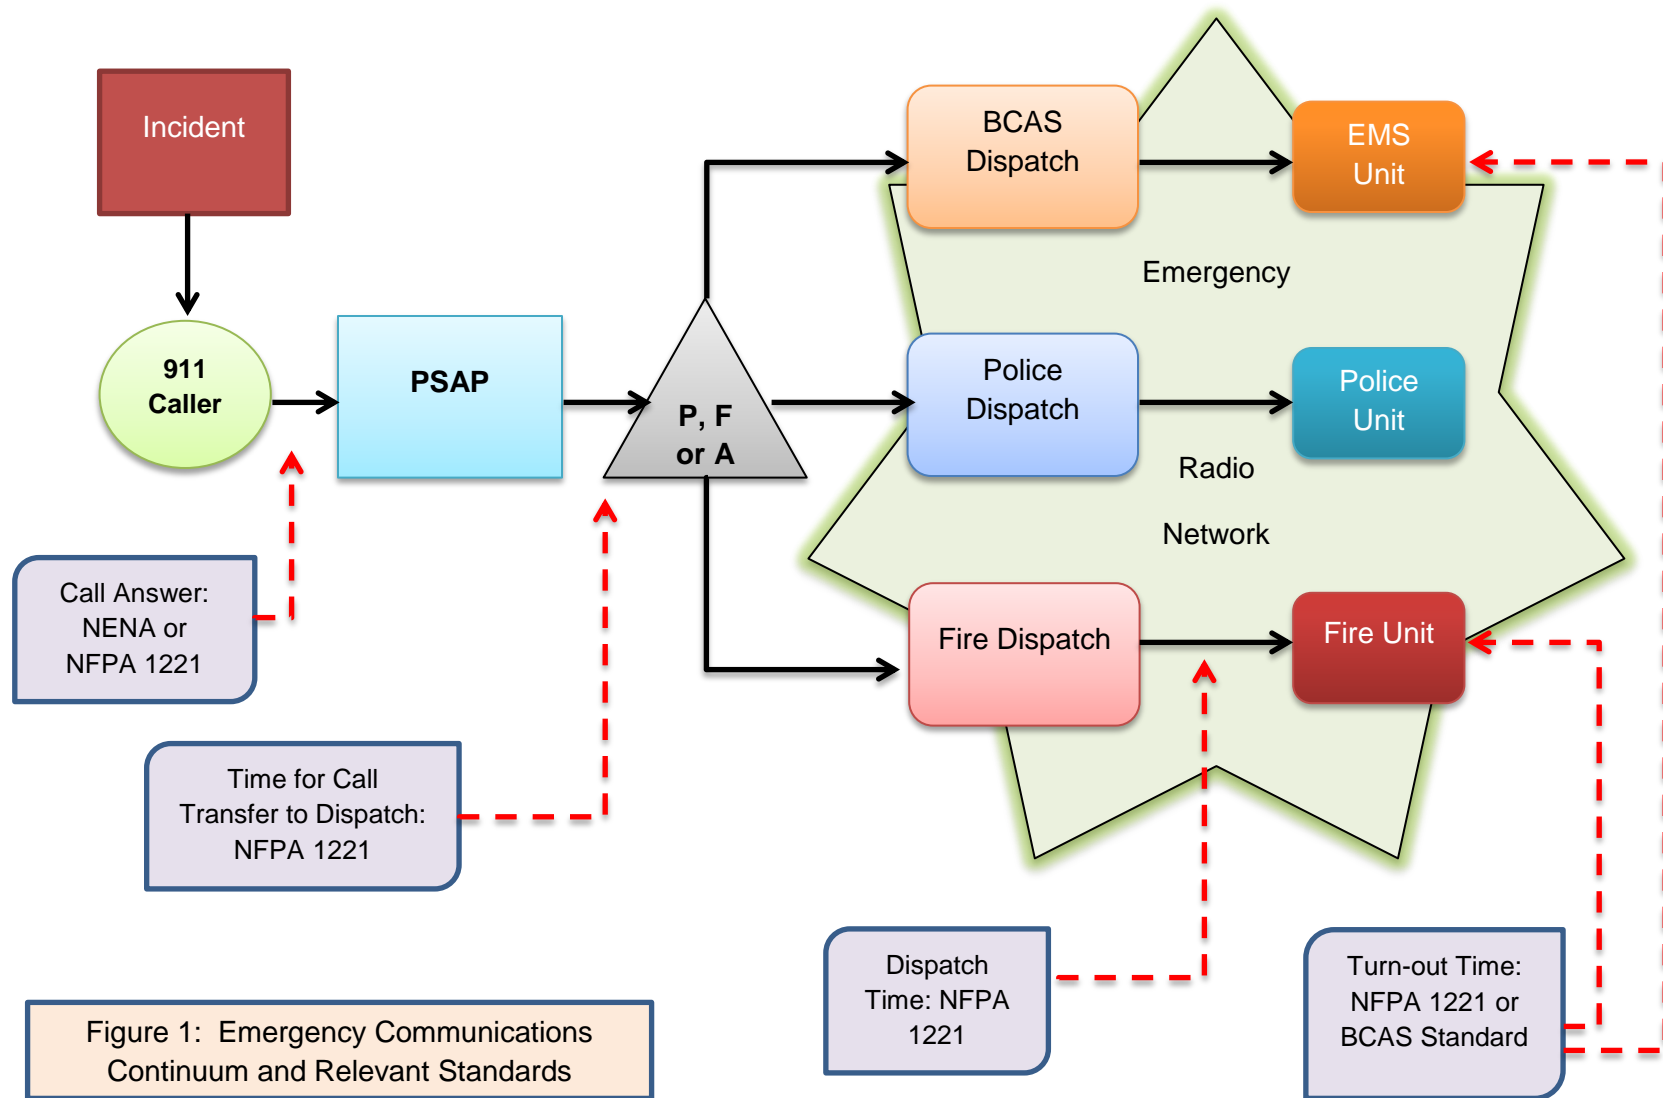 Incident
911
Caller
PSAP
P, F
or A
BCAS
Dispatch
EMS
Unit
Emergency
Police
Dispatch
Police
Unit
Radio
Network
Fire Dispatch
Fire Unit
Call Answer:
NENA or
NFPA 1221
Time for Call
Transfer to Dispatch:
NFPA 1221
Dispatch
Time: NFPA
1221
Turn-out Time:
NFPA 1221 or
BCAS Standard
Figure 1: Emergency Communications
Continuum and Relevant Standards